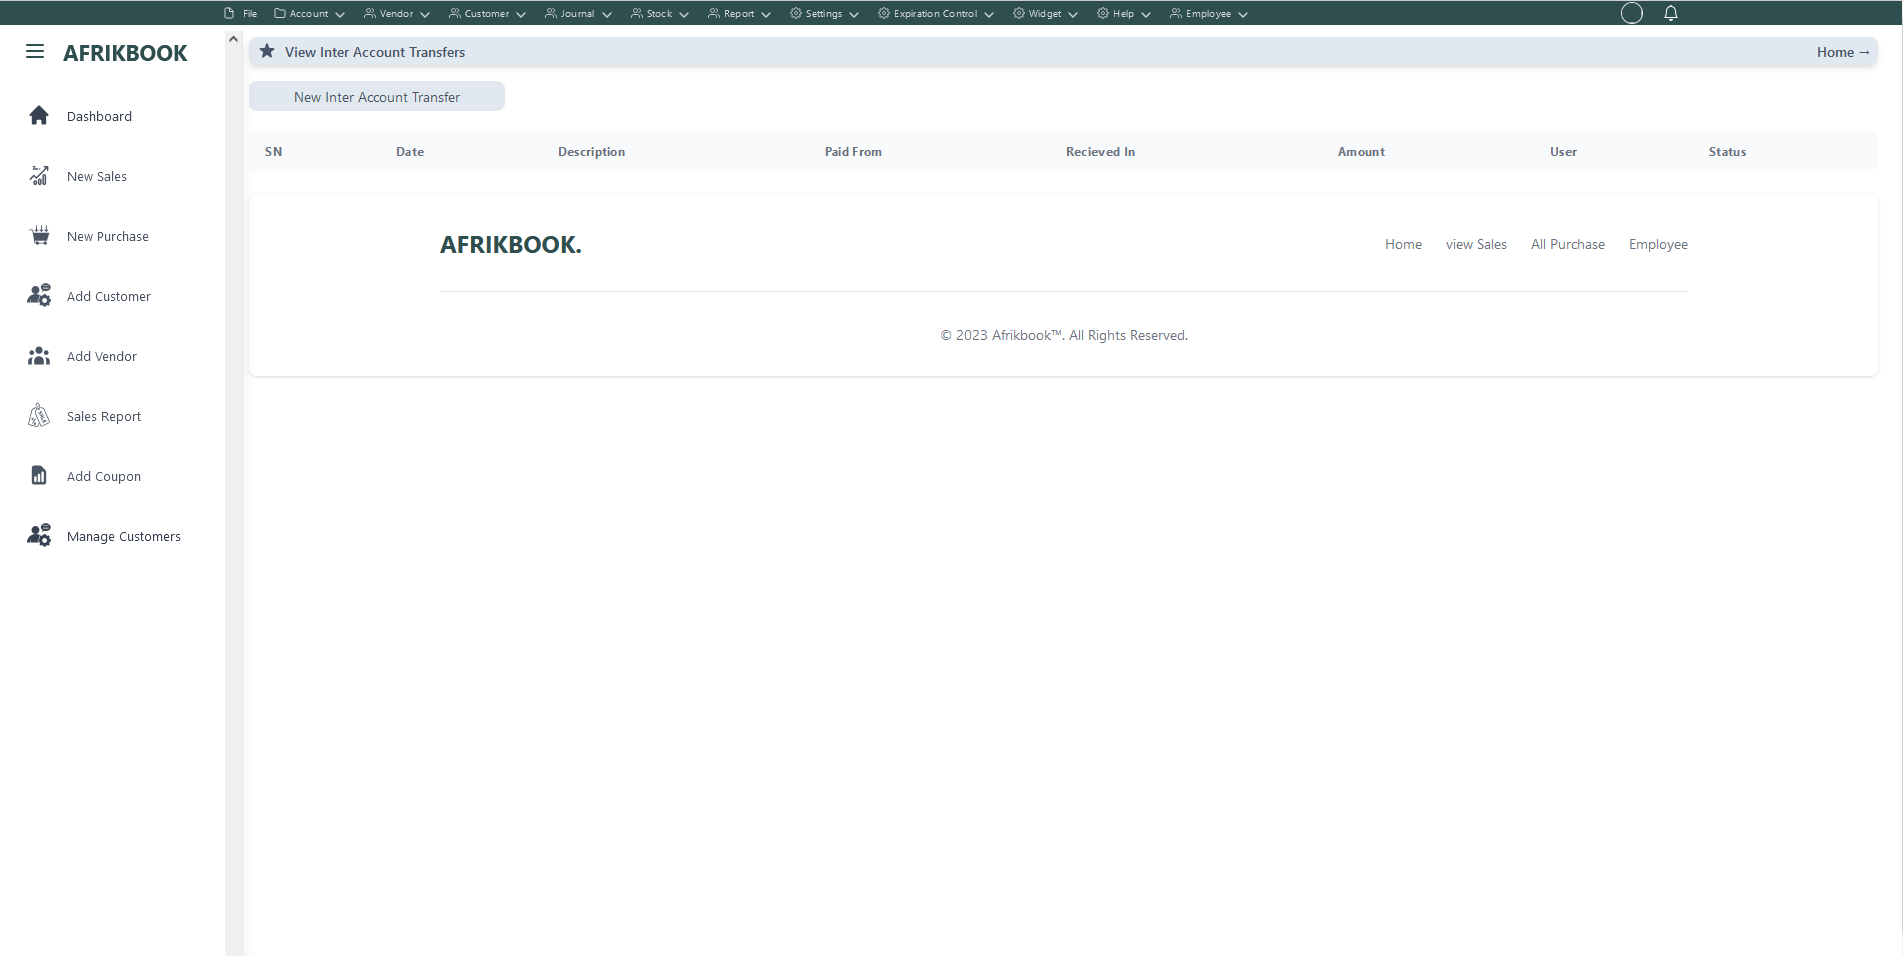 File Account Vendor Customer Journal Stock Report Settings Expiration Control Widget Help Employee
AFRIKBOOK
View Inter Account Transfers Home →
New Inter Account Transfer
Dashboard
New Sales
New Purchase
Add Customer
Add Vendor
Sales Report
Add Coupon
Manage Customers
SN Date Description Paid From Recieved In Amount User Status
AFRIKBOOK.
Home view Sales All Purchase Employee
© 2023 Afrikbook™. All Rights Reserved.